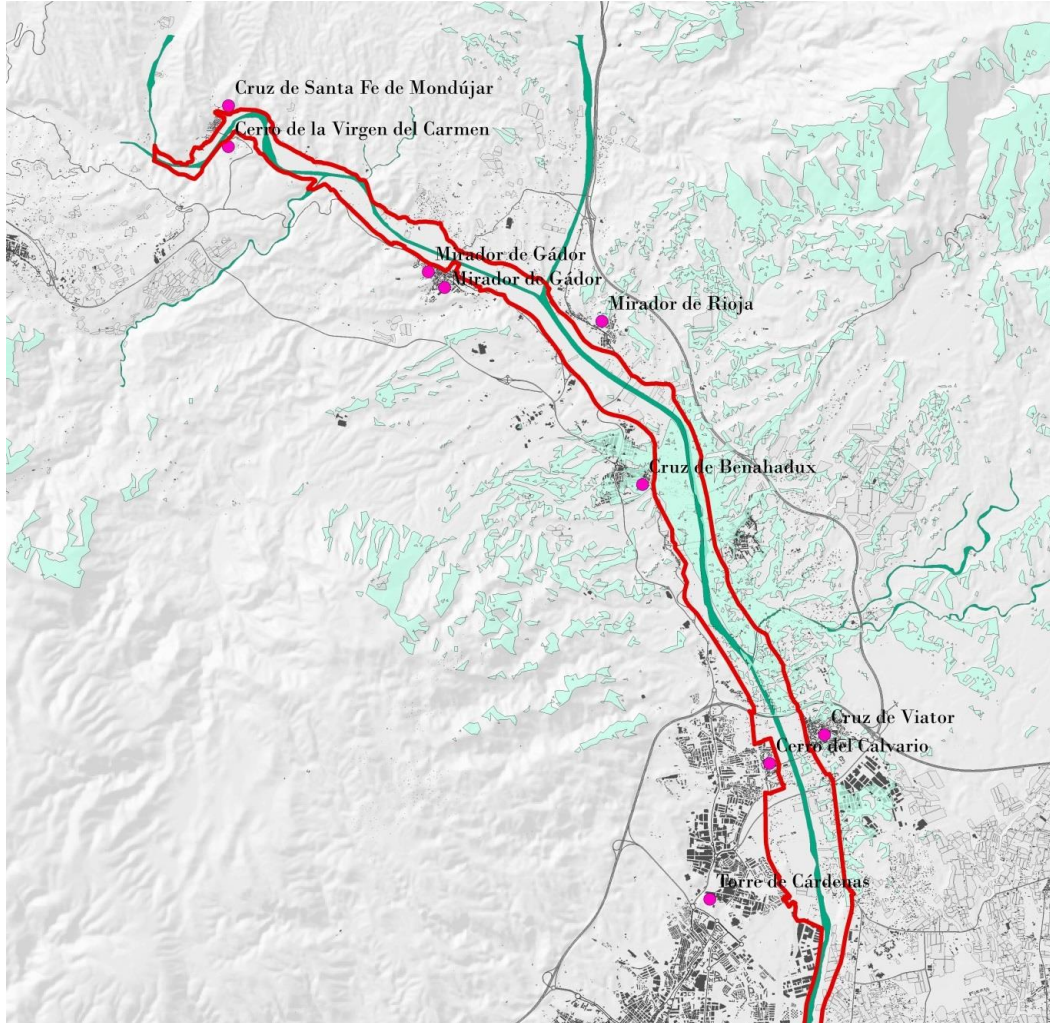 Cruz de Santa Fe de Mondújar
Cerro de la Virgen del Carmen
Mirador de Gádor
Mirador de Gádor
Mirador de Rioja
Cruz de Benahadux
Cruz de Viator
Cerro del Calvario
Torre de Cárdenas